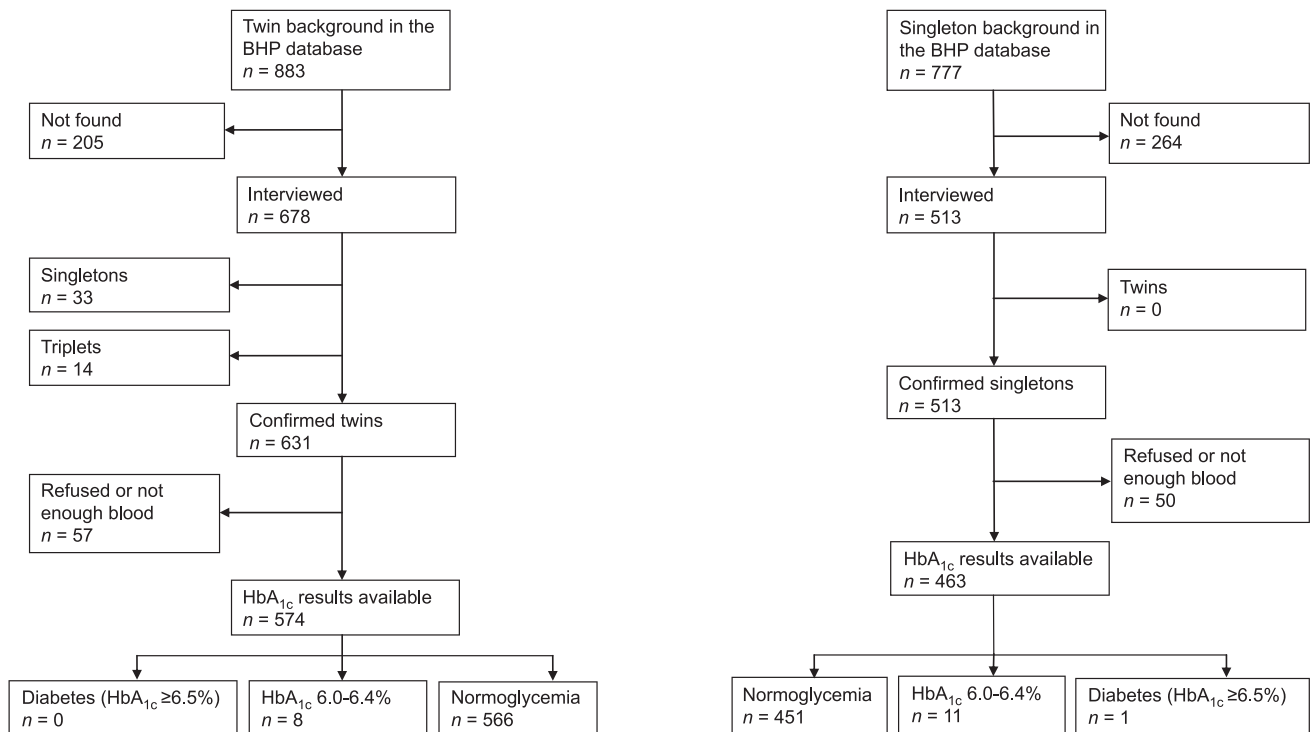 Twin background in the
BHP database
n = 883
Not found
n = 205
Interviewed
n = 678
Singletons
n = 33
Triplets
n = 14
Confirmed twins
n = 631
Refused or not
enough blood
n = 57
HbA1c results available
n = 574
Diabetes (HbA1c ≥6.5%)
n = 0
HbA1c 6.0-6.4%
n = 8
Normoglycemia
n = 566
Singleton background in
the BHP database
n = 777
Not found
n = 264
Interviewed
n = 513
Twins
n = 0
Confirmed singletons
n = 513
Refused or not
enough blood
n = 50
HbA1c results available
n = 463
Normoglycemia
n = 451
HbA1c 6.0-6.4%
n = 11
Diabetes (HbA1c ≥6.5%)
n = 1